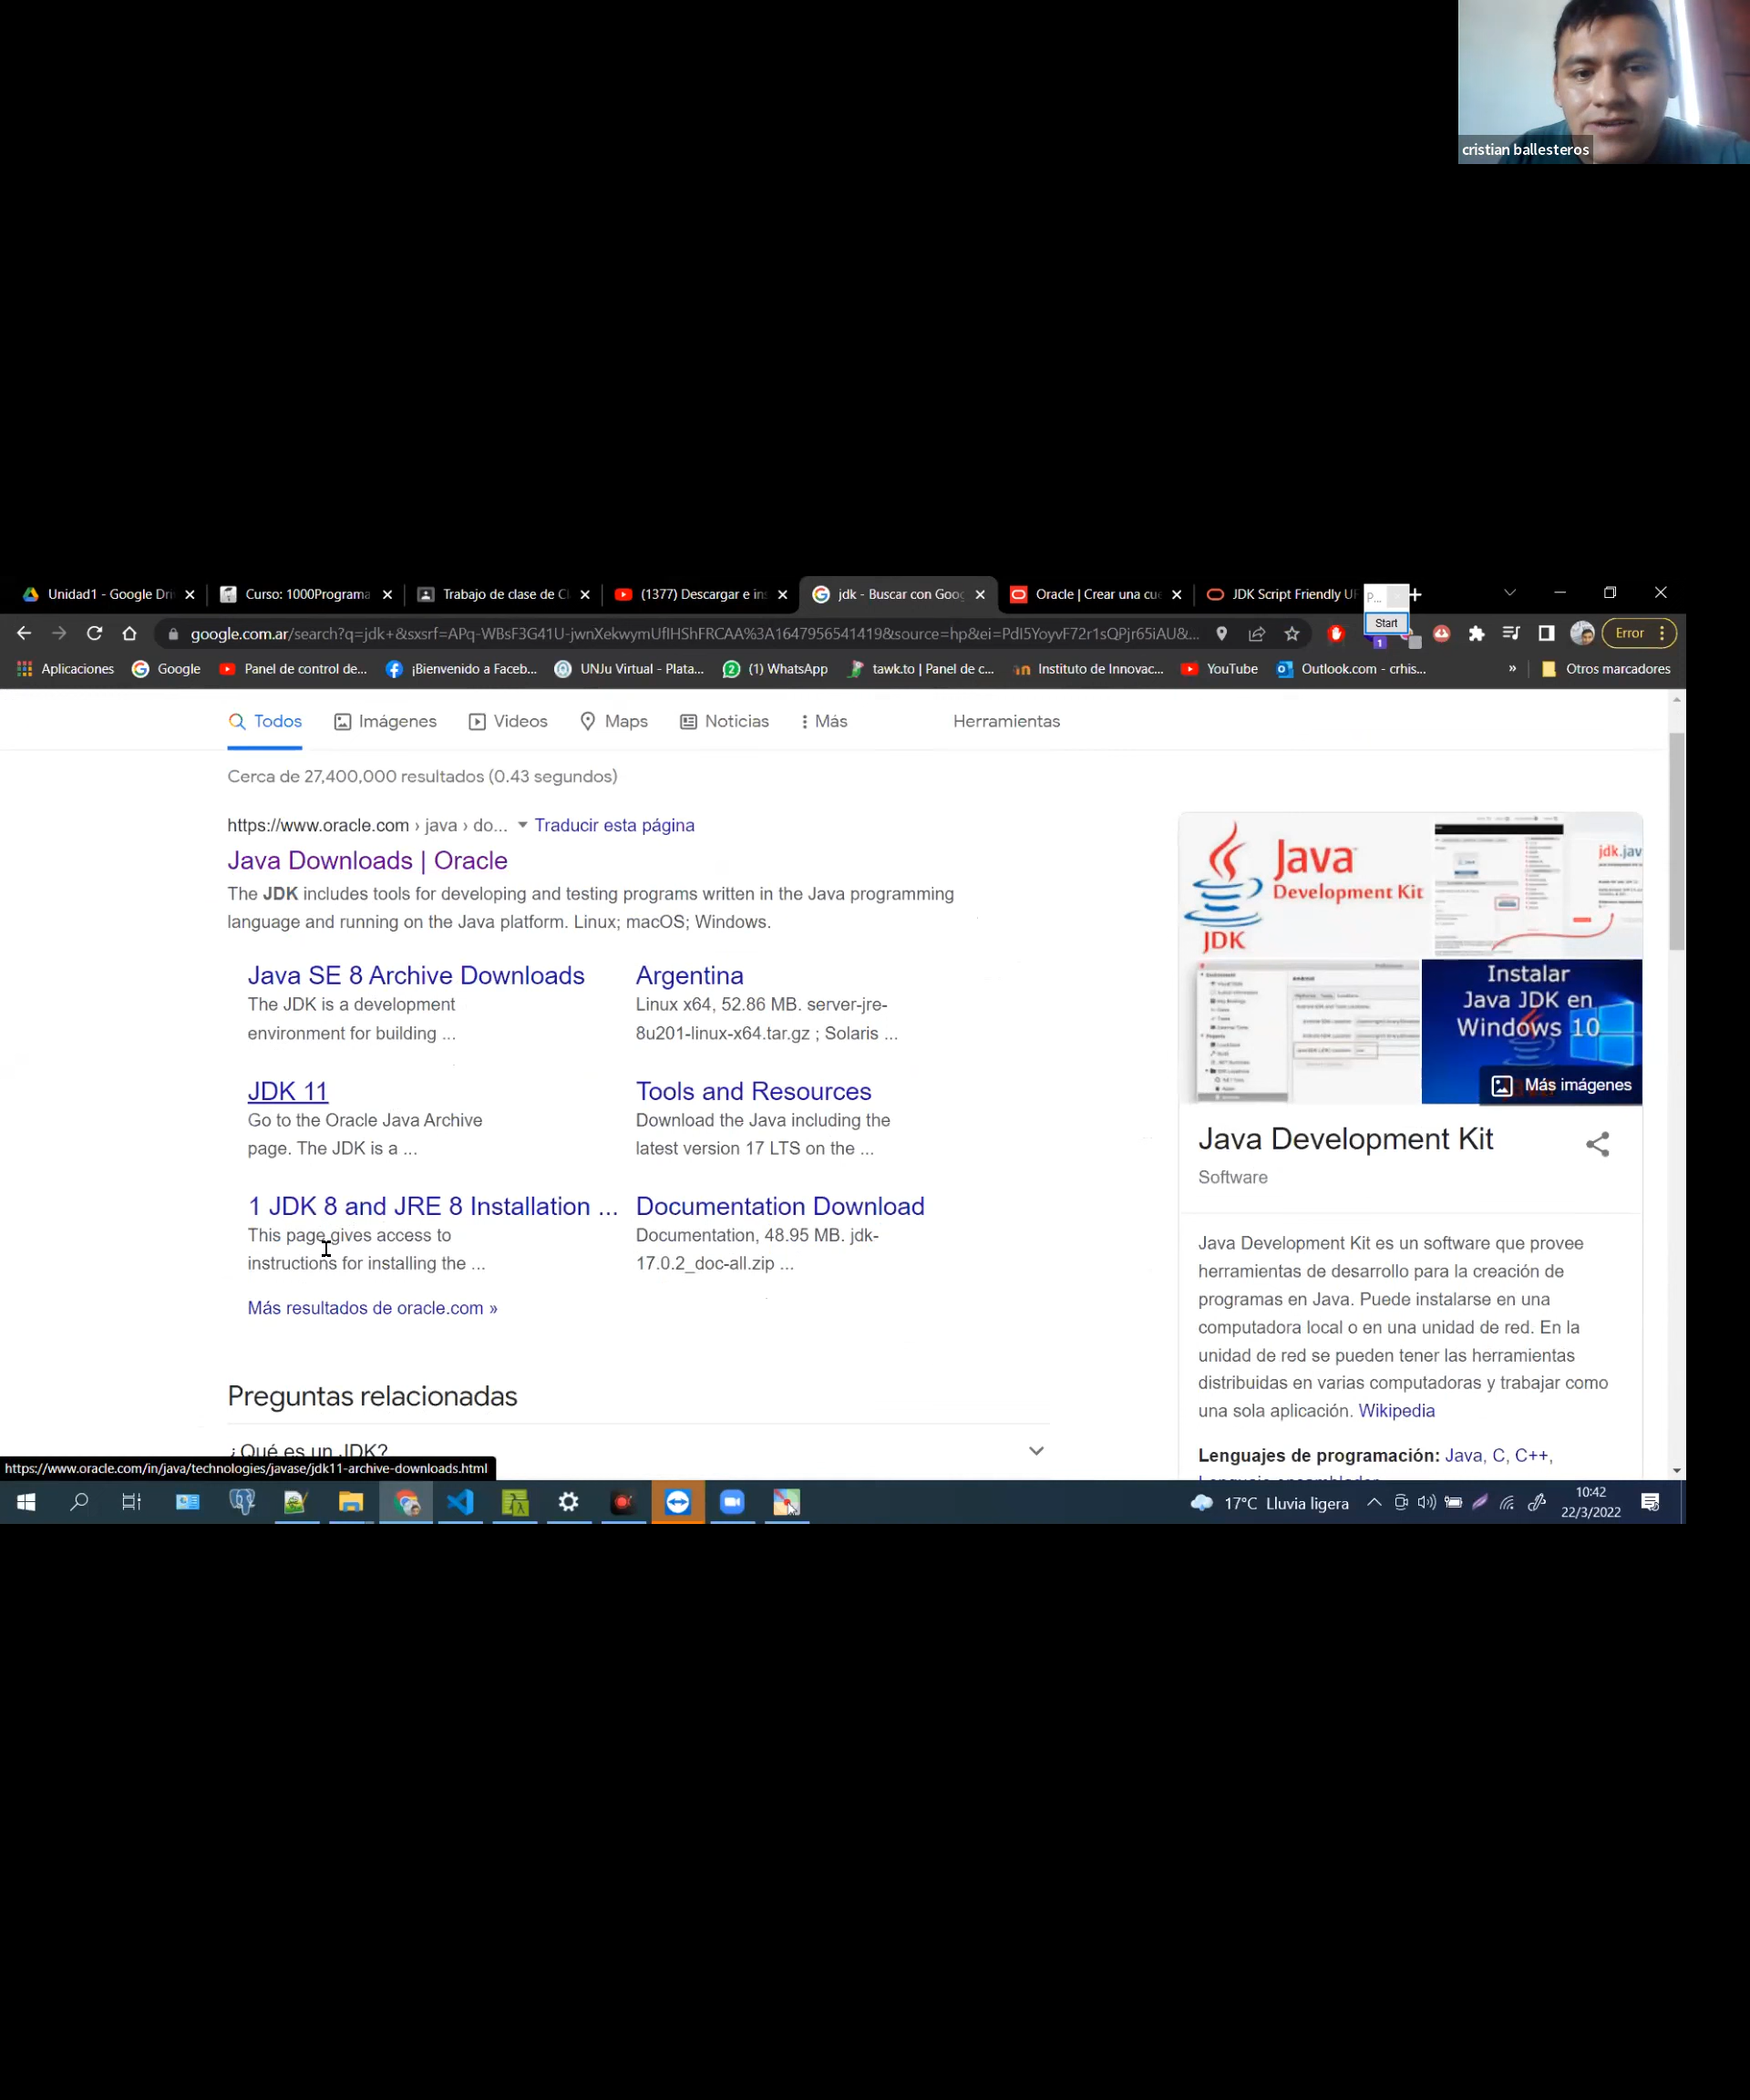 cristian ballesteros
Unidad1 - Google Dri
Curso: 1000Programa
Trabajo de clase de C
(1377) Descargar e in
jdk - Buscar con Goog
Oracle | Crear una cue
JDK Script Friendly U
P...
Start
google.com.ar/search?q=jdk+&sxsrf=APq-WBsF3G41U-jwnXekwymUflHShFRCAA%3A1647956541419&source=hp&ei=PdI5YoyvF72r1sQPjr65iAU&...
1
Error
Aplicaciones
Google
Panel de control de...
¡Bienvenido a Faceb...
UNJu Virtual - Plata...
(1) WhatsApp
tawk.to | Panel de c...
Instituto de Innovac...
YouTube
Outlook.com - crhis...
»
Otros marcadores
Todos
Imágenes
Videos
Maps
Noticias
Más
Herramientas
Cerca de 27,400,000 resultados (0.43 segundos)
https://www.oracle.com › java › do... Traducir esta página
Java Downloads | Oracle
The JDK includes tools for developing and testing programs written in the Java programming
language and running on the Java platform. Linux; macOS; Windows.
Java SE 8 Archive Downloads
The JDK is a development
environment for building ...
Argentina
Linux x64, 52.86 MB. server-jre-
8u201-linux-x64.tar.gz ; Solaris ...
JDK 11
Go to the Oracle Java Archive
page. The JDK is a ...
Tools and Resources
Download the Java including the
latest version 17 LTS on the ...
1 JDK 8 and JRE 8 Installation ...
This page gives access to
instructions for installing the ...
Documentation Download
Documentation, 48.95 MB. jdk-
17.0.2_doc-all.zip ...
Más resultados de oracle.com »
Preguntas relacionadas
¿Qué es un JDK?
Java
Development Kit
JDK
jdk.jav
Instalar
Java JDK en
Windows 10
Más imágenes
Java Development Kit
Software
Java Development Kit es un software que provee
herramientas de desarrollo para la creación de
programas en Java. Puede instalarse en una
computadora local o en una unidad de red. En la
unidad de red se pueden tener las herramientas
distribuidas en varias computadoras y trabajar como
una sola aplicación. Wikipedia
Lenguajes de programación: Java, C, C++,
Lenguaje ensamblador
https://www.oracle.com/in/java/technologies/javase/jdk11-archive-downloads.html
17°C Lluvia ligera
10:42
22/3/2022